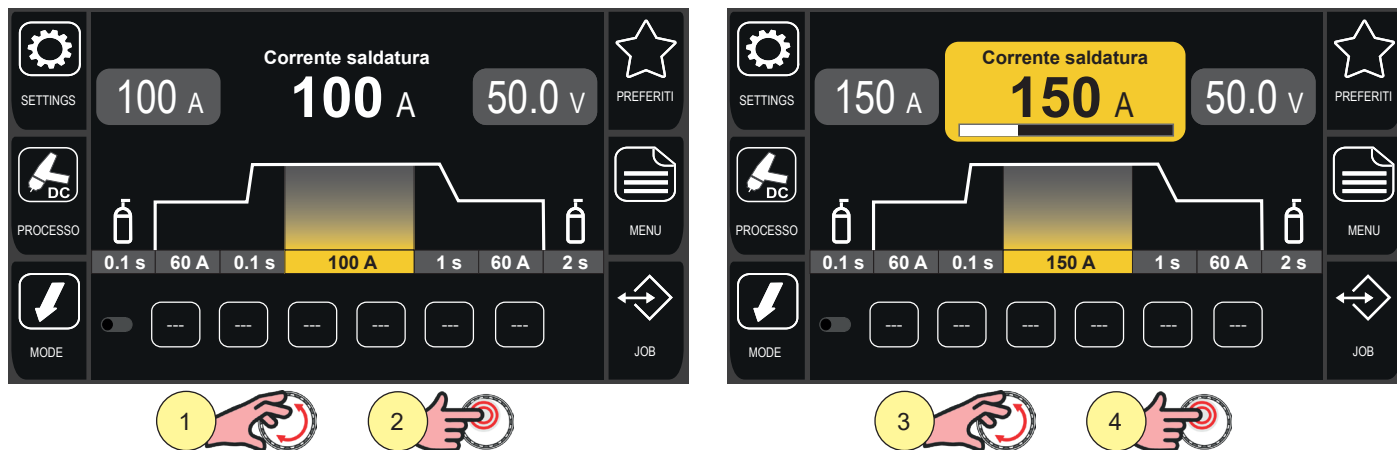 SETTINGS
PROCESSO
DC
MODE
Corrente saldatura
100 A
100 A
50.0 V
0.1 s 60 A 0.1 s 100 A 1 s 60 A 2 s
--- --- --- --- --- ---
PREFERITI
MENU
JOB
1
2
SETTINGS
PROCESSO
DC
MODE
Corrente saldatura
150 A
150 A
50.0 V
0.1 s 60 A 0.1 s 150 A 1 s 60 A 2 s
--- --- --- --- --- ---
PREFERITI
MENU
JOB
3
4